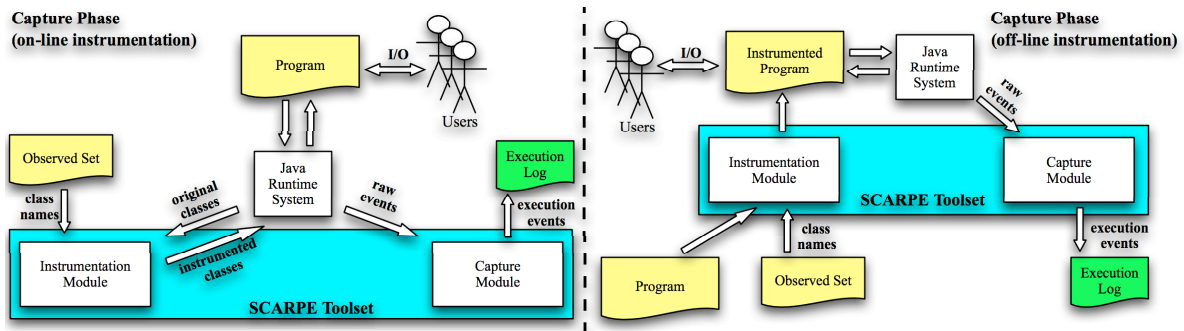 Capture Phase
(on-line instrumentation)
Program
I/O
Users
Observed Set
class
names
original
classes
instrumented
classes
Java
Runtime
System
raw
events
Execution
Log
execution
events
Instrumentation
Module
Capture
Module
SCARPE Toolset
Capture Phase
(off-line instrumentation)
I/O
Users
Instrumented
Program
Java
Runtime
System
raw
events
Instrumentation
Module
Capture
Module
SCARPE Toolset
class
names
execution
events
Program
Observed Set
Execution
Log